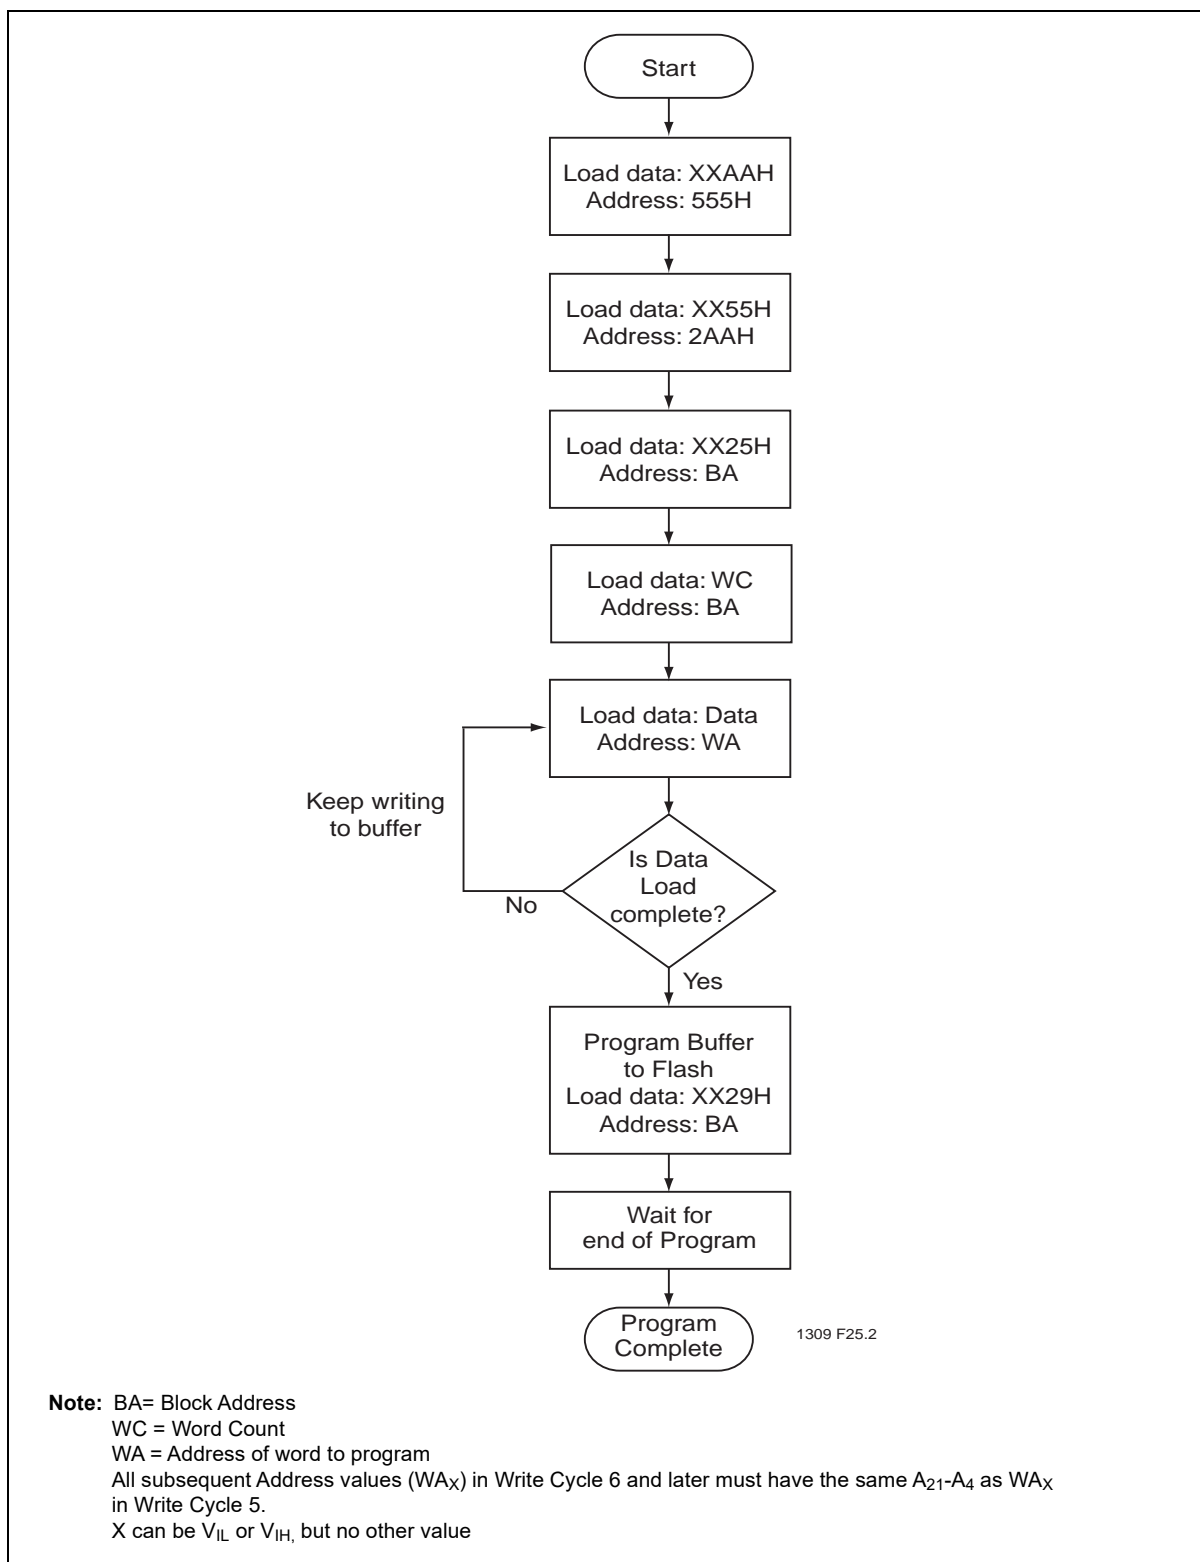 Start
Load data: XXAAH
Address: 555H
Load data: XX55H
Address: 2AAH
Load data: XX25H
Address: BA
Load data: WC
Address: BA
Load data: Data
Address: WA
Keep writing
to buffer
Is Data
Load
complete?
No
Yes
Program Buffer
to Flash
Load data: XX29H
Address: BA
Wait for
end of Program
Program
Complete
1309 F25.2
Note: BA= Block Address
WC = Word Count
WA = Address of word to program
All subsequent Address values (WAX) in Write Cycle 6 and later must have the same A21-A4 as WAX
in Write Cycle 5.
X can be VIL or VIH, but no other value